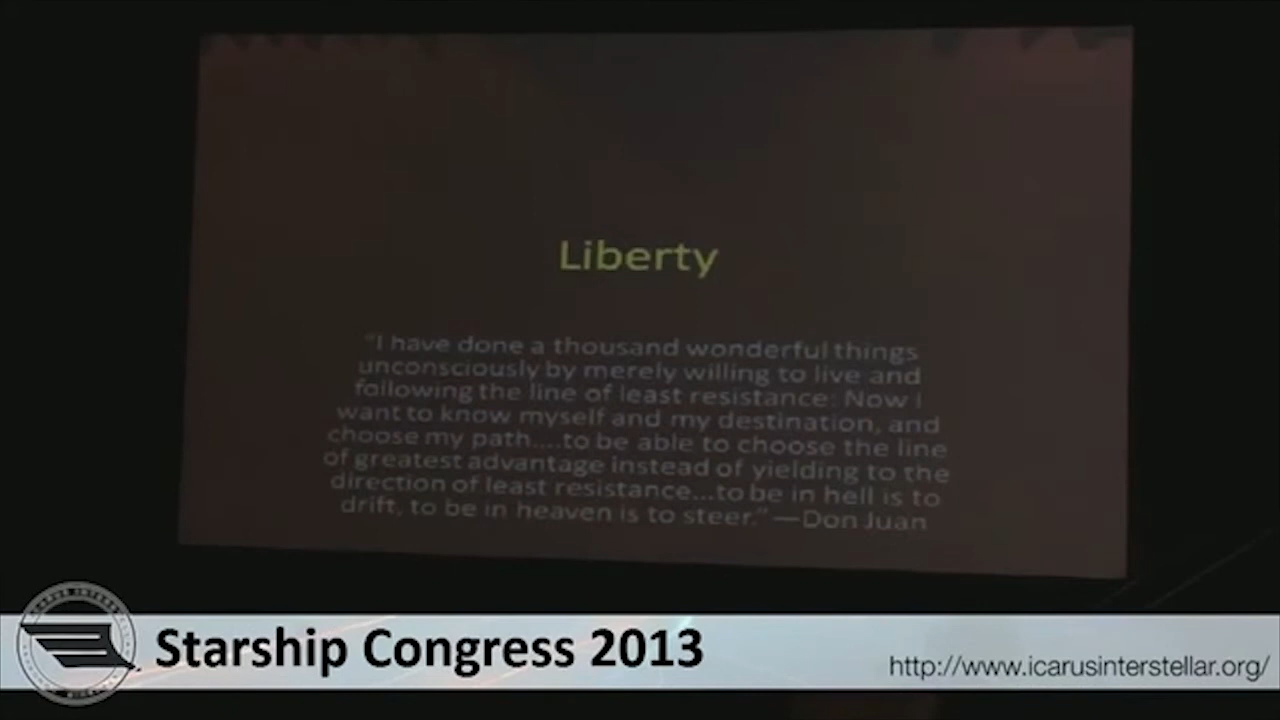 Liberty
"I have done a thousand wonderful things
unconsciously by merely willing to live and
following the line of least resistance: Now I
want to know myself and my destination, and
choose my path....to be able to choose the line
of greatest advantage instead of yielding to the
direction of least resistance...to be in hell is to
drift, to be in heaven is to steer." —Don Juan
ICARUS INTERSTELLAR
Starship Congress 2013
http://www.icarusinterstellar.org/